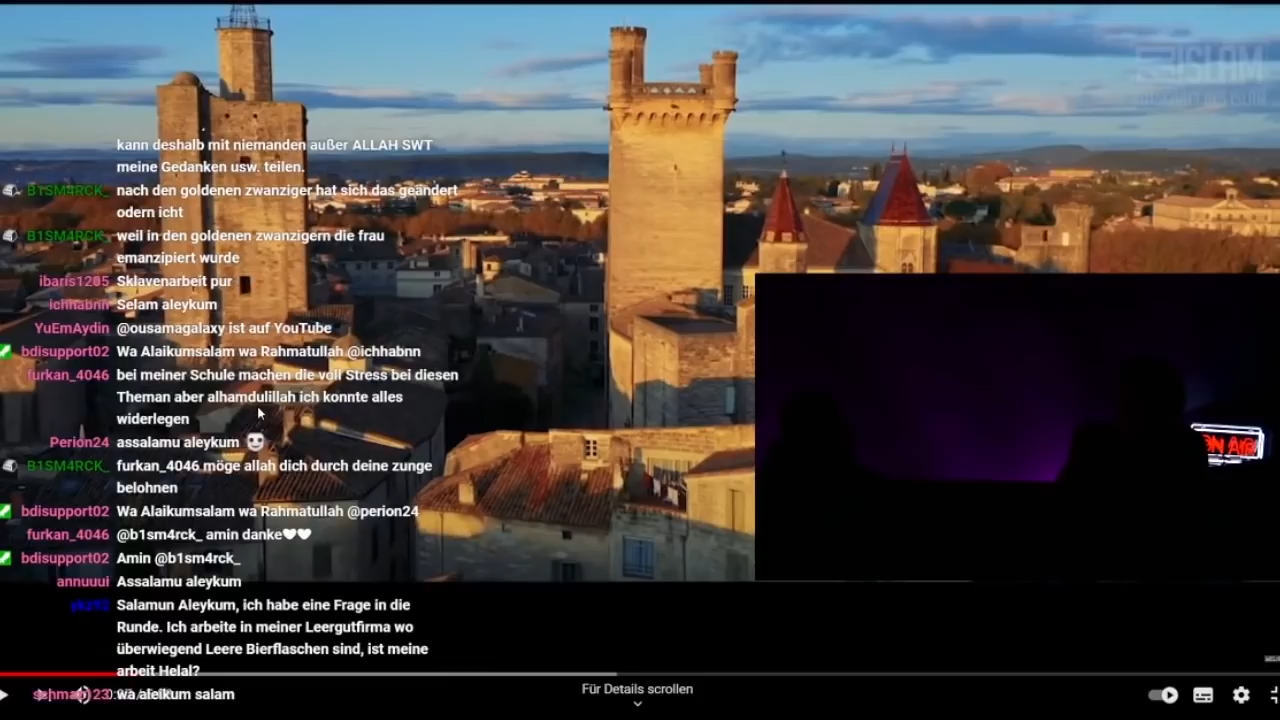 ISLAM
kann deshalb mit niemanden außer ALLAH SWT
meine Gedanken usw. teilen.
B1SM4RCK_ nach den goldenen zwanziger hat sich das geändert
odern icht
B1SM4RCK_ weil in den goldenen zwanzigern die frau
emanzipiert wurde
ibaris1205 Sklavenarbeit pur
ichhabnn Selam aleykum
YuEmAydin @ousamagalaxy ist auf YouTube
bdisupport02 Wa Alaikumsalam wa Rahmatullah @ichhabnn
furkan_4046 bei meiner Schule machen die voll Stress bei diesen
Theman aber alhamdulillah ich konnte alles
widerlegen
Perion24 assalamu aleykum
B1SM4RCK_ furkan_4046 möge allah dich durch deine zunge
belohnen
bdisupport02 Wa Alaikumsalam wa Rahmatullah @perion24
furkan_4046 @b1sm4rck_ amin danke🤍🤍
bdisupport02 Amin @b1sm4rck_
annuuui Assalamu aleykum
Salamun Aleykum, ich habe eine Frage in die
Runde. Ich arbeite in meiner Leergutfirma wo
überwiegend Leere Bierflaschen sind, ist meine
arbeit Helal?
wa aleikum salam
ON AIR
Für Details scrollen